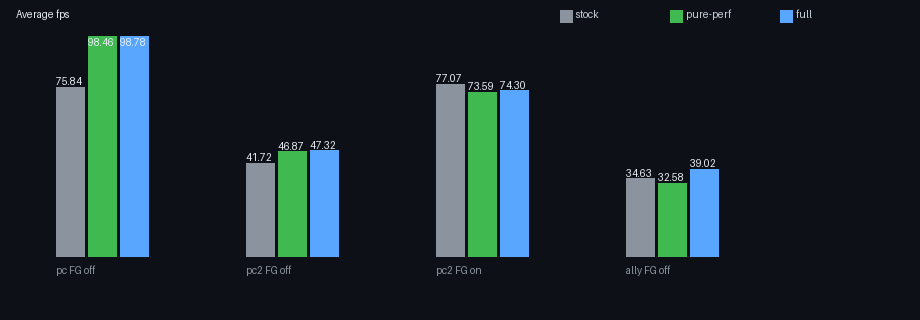 Average fps
stock
pure-perf
full
75.84
98.46
98.78
41.72
46.87
47.32
77.07
73.59
74.30
34.63
32.58
39.02
pc FG off
pc2 FG off
pc2 FG on
ally FG off